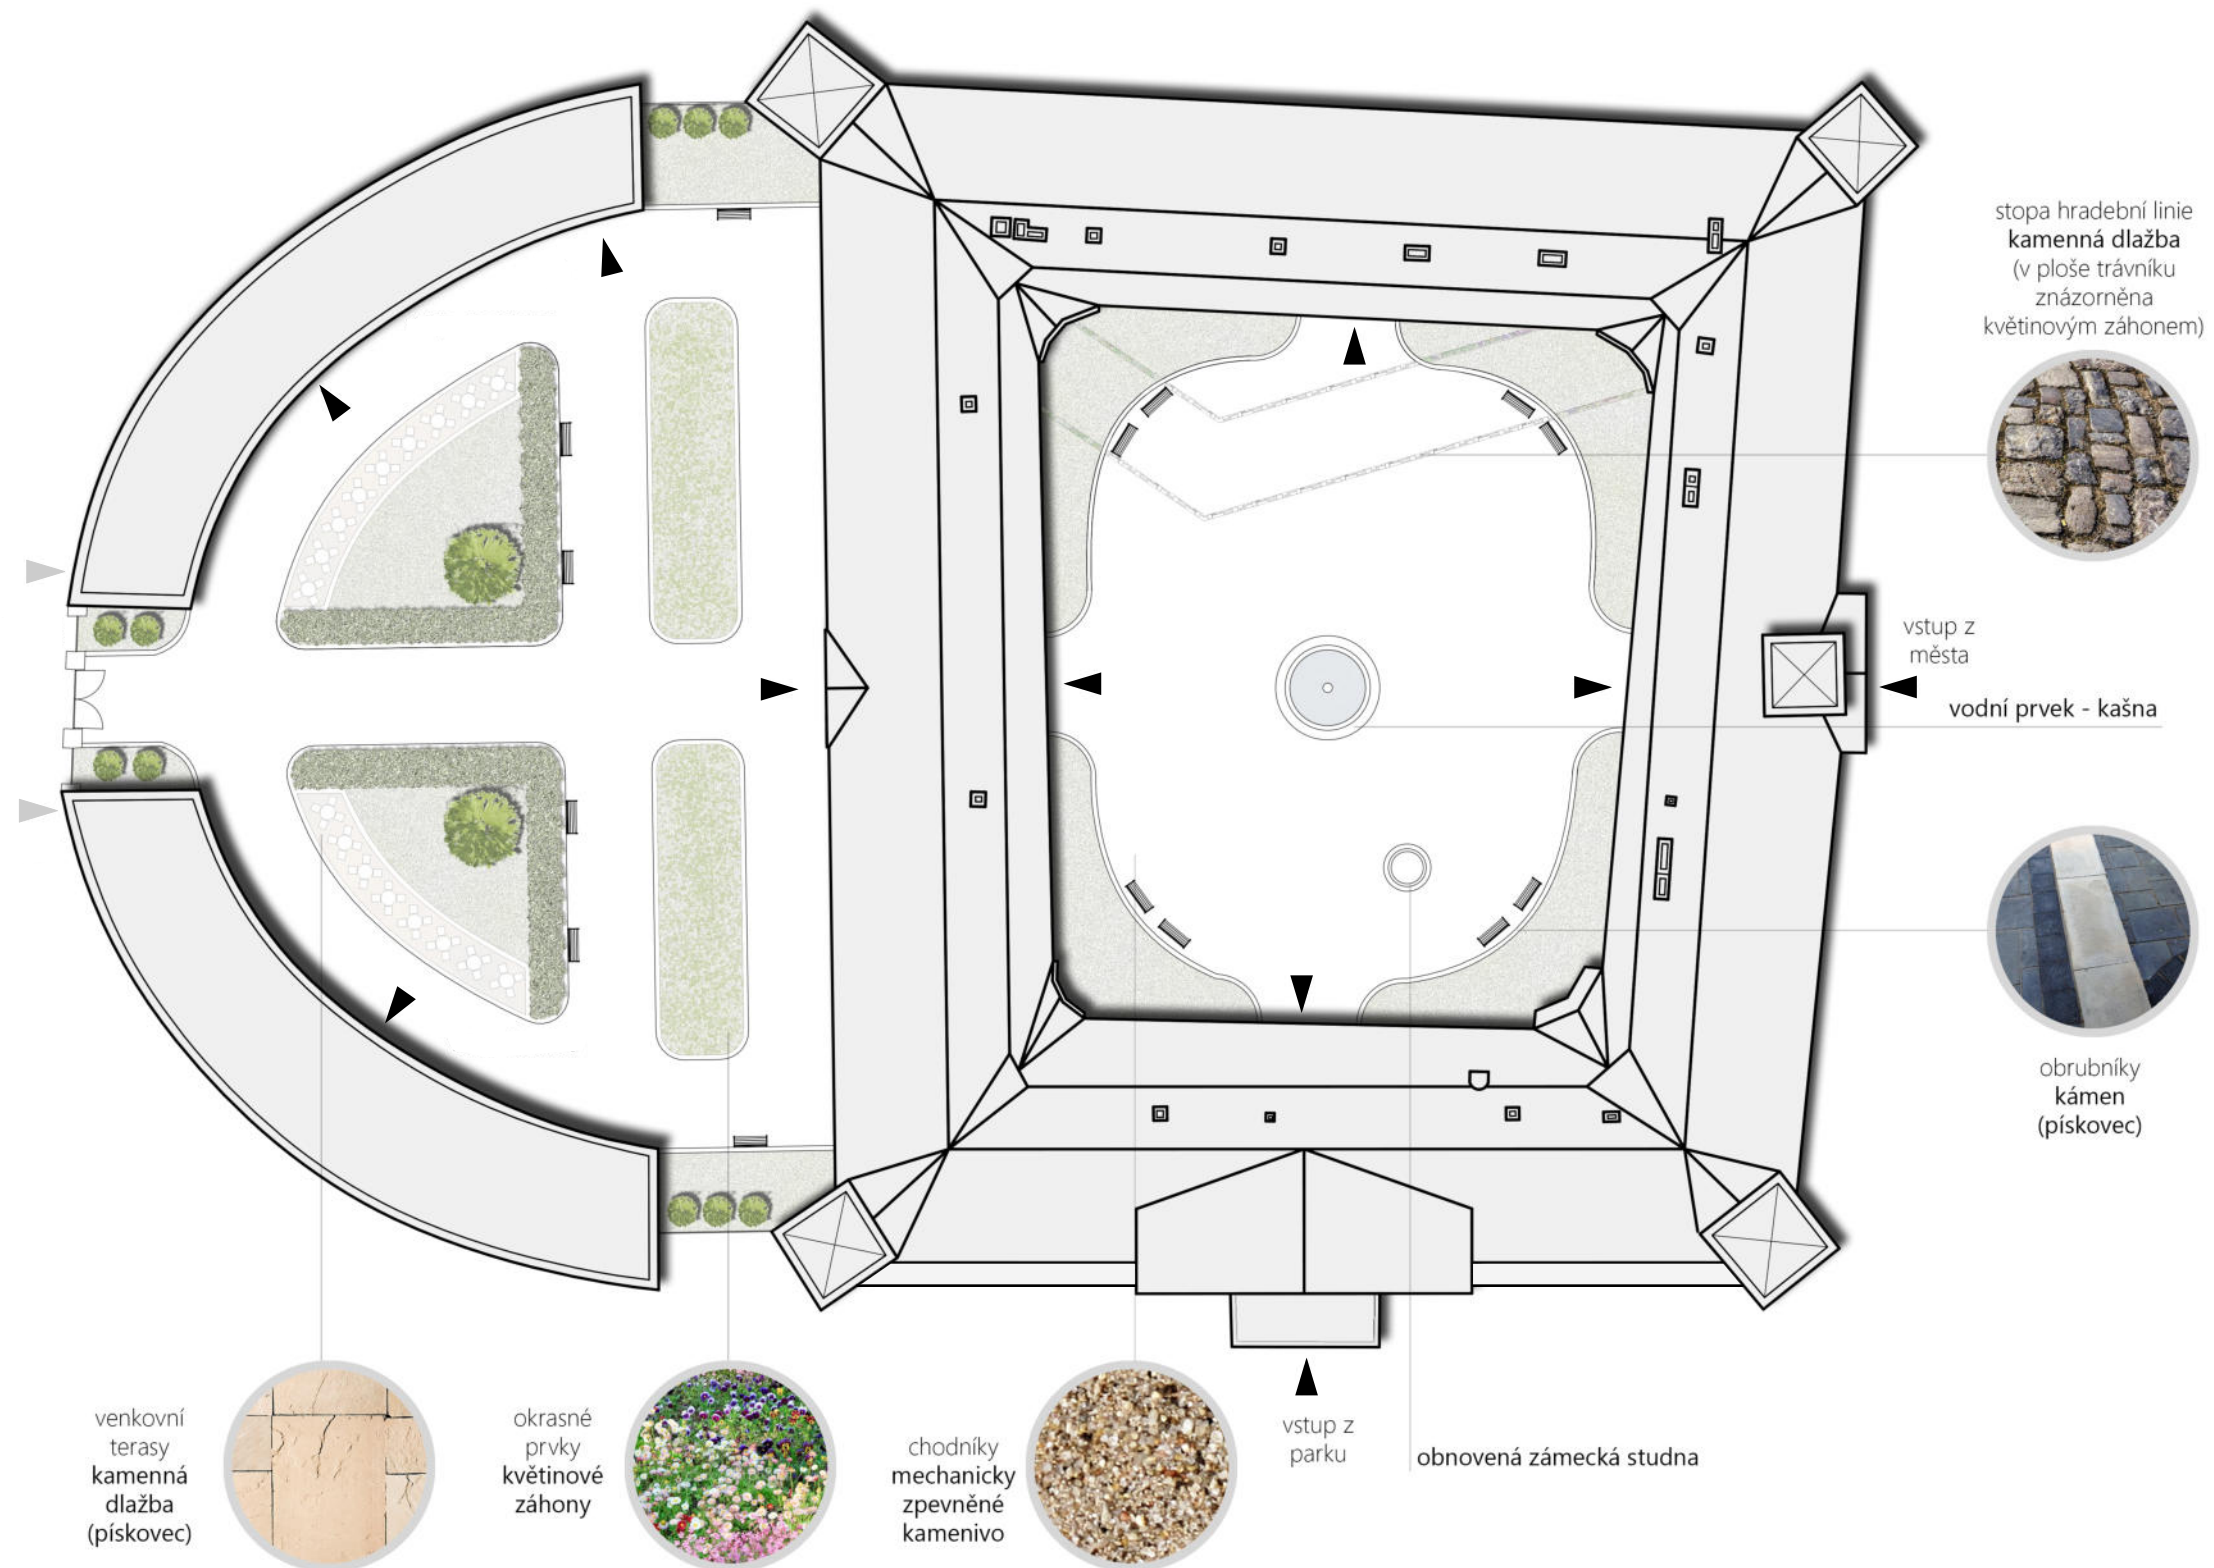 stopa hradební linie
kamenná dlažba
(v ploše trávníku
znázorněna
květinovým záhonem)
vstup z
města
vodní prvek - kašna
obrubníky
kámen
(pískovec)
venkovní
terasy
kamenná
dlažba
(pískovec)
okrasné
prvky
květinové
záhony
chodníky
mechanicky
zpevněné
kamenivo
vstup z
parku
obnovená zámecká studna